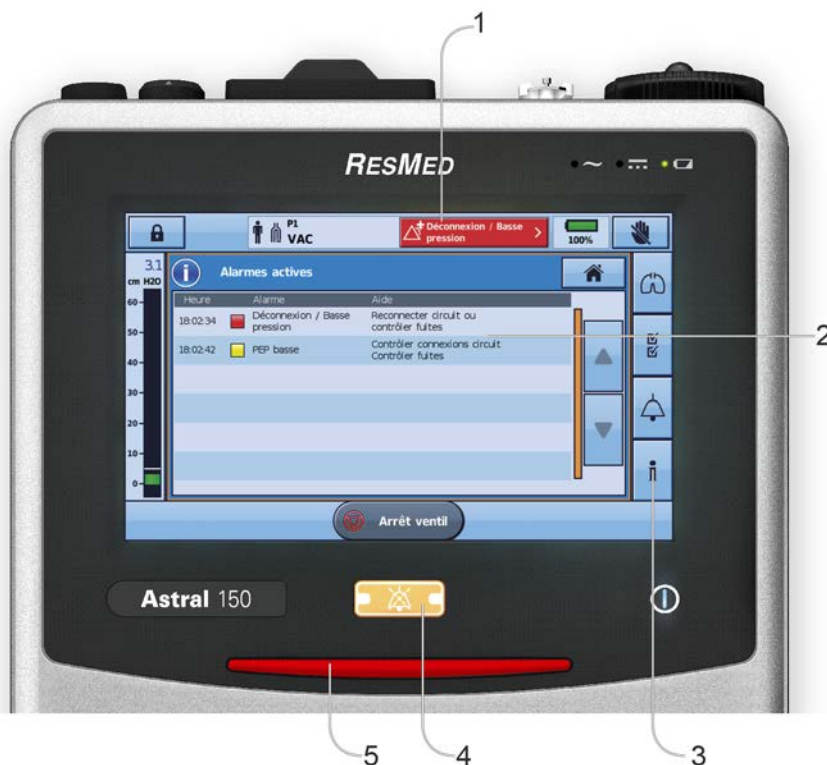 1
RESMED
P1
VAC
Déconnexion / Basse
pression
100%
3.1
cm H2O
Alarmes actives
Heure Alarme Aide
60
18:02:34 Déconnexion / Basse Reconnecter circuit ou
pression contrôler fuites
50
2
18:02:42 PEP basse Contrôler connexions circuit
Contrôler fuites
40
30
20
10
0
Arrêt ventil
Astral 150
5
4
3